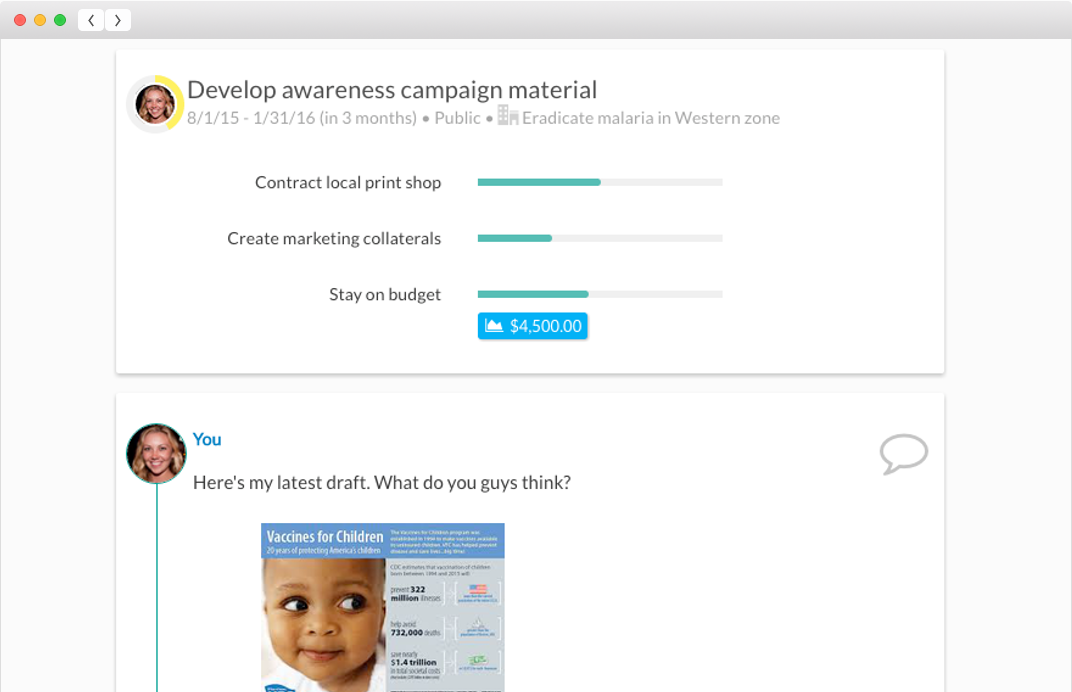 Develop awareness campaign material
8/1/15 - 1/31/16 (in 3 months) • Public • Eradicate malaria in Western zone
Contract local print shop
Create marketing collaterals
Stay on budget
$4,500.00
You
Here's my latest draft. What do you guys think?
Vaccines for Children
20 years of protecting America's children
The Vaccines for Children program was
established in 1994 to make vaccines available
to uninsured children. VFC has helped prevent
disease and save lives
CDC estimates that vaccination of children
born between 1994 and 2013 will:
prevent 322
million illnesses
help avoid
732,000 deaths
save nearly
$1.4 trillion
in total societal costs